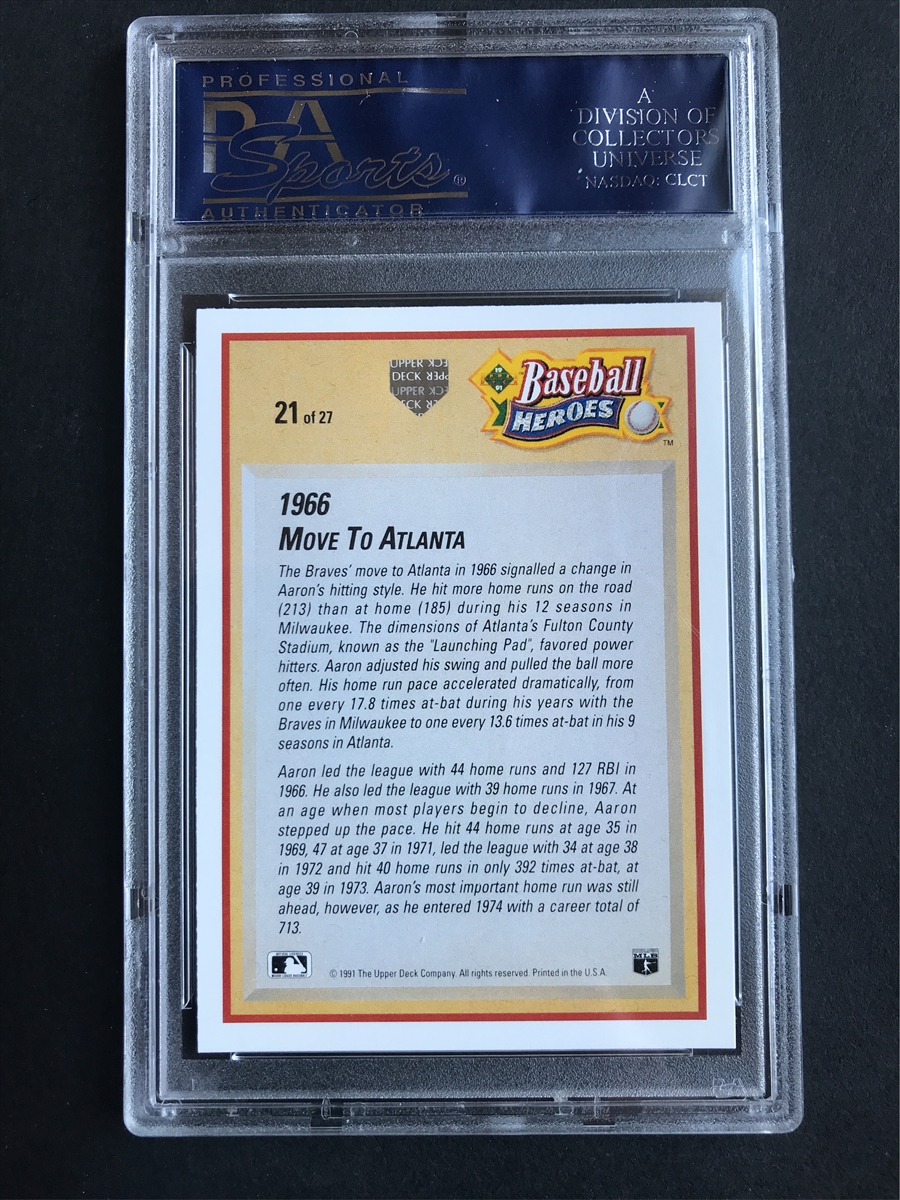 PROFESSIONAL
PSA
Sports®
AUTHENTICATOR
A
DIVISION OF
COLLECTORS
UNIVERSE
NASDAQ: CLCT
21 of 27
UPPER DECK
DECK UPPER
UPPER DECK
DECK
19
91
Baseball
HEROES
TM
1966
MOVE TO ATLANTA
The Braves' move to Atlanta in 1966 signalled a change in
Aaron's hitting style. He hit more home runs on the road
(213) than at home (185) during his 12 seasons in
Milwaukee. The dimensions of Atlanta's Fulton County
Stadium, known as the "Launching Pad", favored power
hitters. Aaron adjusted his swing and pulled the ball more
often. His home run pace accelerated dramatically, from
one every 17.8 times at-bat during his years with the
Braves in Milwaukee to one every 13.6 times at-bat in his 9
seasons in Atlanta.
Aaron led the league with 44 home runs and 127 RBI in
1966. He also led the league with 39 home runs in 1967. At
an age when most players begin to decline, Aaron
stepped up the pace. He hit 44 home runs at age 35 in
1969, 47 at age 37 in 1971, led the league with 34 at age 38
in 1972 and hit 40 home runs in only 392 times at-bat, at
age 39 in 1973. Aaron's most important home run was still
ahead, however, as he entered 1974 with a career total of
713.
© 1991 The Upper Deck Company. All rights reserved. Printed in the U.S.A.